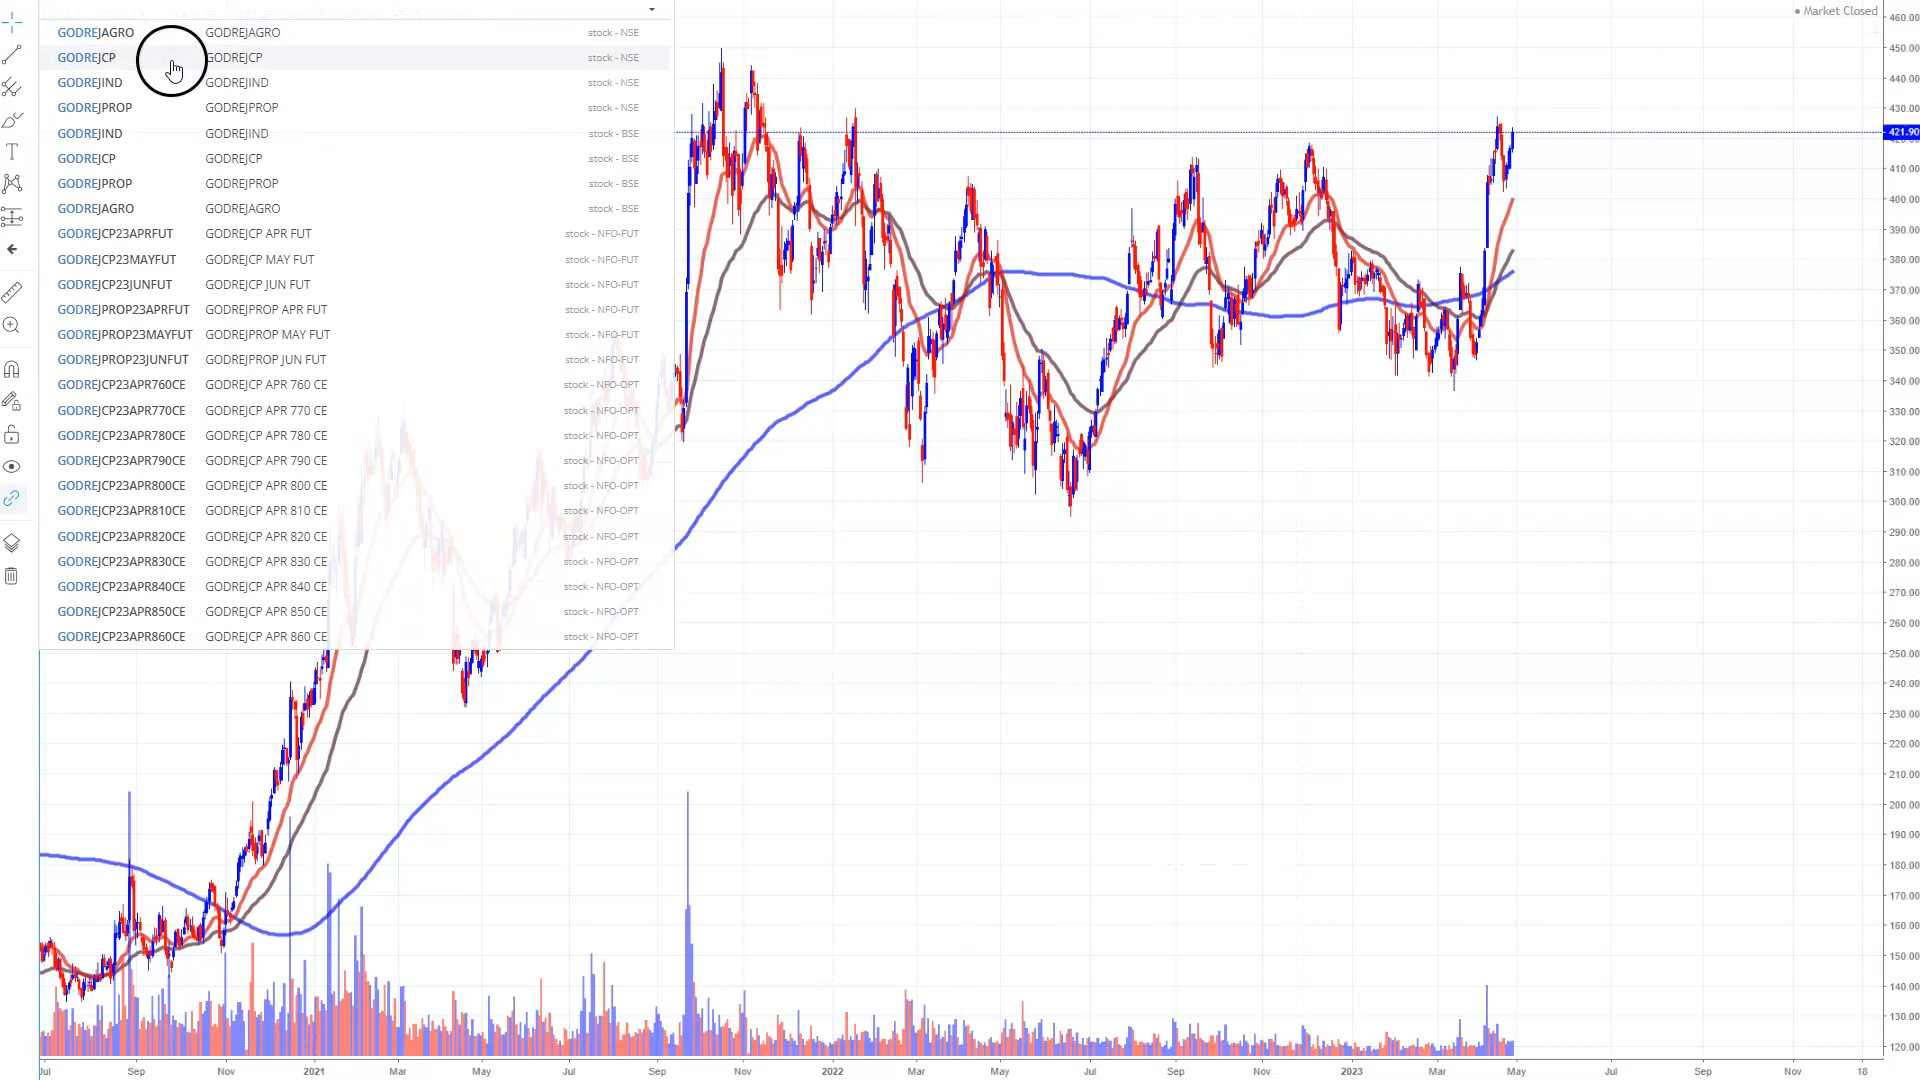 Market Closed
GODREJAGRO GODREJAGRO stock - NSE
GODREJCP GODREJCP stock - NSE
GODREJIND GODREJIND stock - NSE
GODREJPROP GODREJPROP stock - NSE
GODREJIND GODREJIND stock - BSE
GODREJCP GODREJCP stock - BSE
GODREJPROP GODREJPROP stock - BSE
GODREJAGRO GODREJAGRO stock - BSE
GODREJCP23APRFUT GODREJCP APR FUT stock - NFO-FUT
GODREJCP23MAYFUT GODREJCP MAY FUT stock - NFO-FUT
GODREJCP23JUNFUT GODREJCP JUN FUT stock - NFO-FUT
GODREJPROP23APRFUT GODREJPROP APR FUT stock - NFO-FUT
GODREJPROP23MAYFUT GODREJPROP MAY FUT stock - NFO-FUT
GODREJPROP23JUNFUT GODREJPROP JUN FUT stock - NFO-FUT
GODREJCP23APR760CE GODREJCP APR 760 CE stock - NFO-OPT
GODREJCP23APR770CE GODREJCP APR 770 CE stock - NFO-OPT
GODREJCP23APR780CE GODREJCP APR 780 CE stock - NFO-OPT
GODREJCP23APR790CE GODREJCP APR 790 CE stock - NFO-OPT
GODREJCP23APR800CE GODREJCP APR 800 CE stock - NFO-OPT
GODREJCP23APR810CE GODREJCP APR 810 CE stock - NFO-OPT
GODREJCP23APR820CE GODREJCP APR 820 CE stock - NFO-OPT
GODREJCP23APR830CE GODREJCP APR 830 CE stock - NFO-OPT
GODREJCP23APR840CE GODREJCP APR 840 CE stock - NFO-OPT
GODREJCP23APR850CE GODREJCP APR 850 CE stock - NFO-OPT
GODREJCP23APR860CE GODREJCP APR 860 CE stock - NFO-OPT
460.00
450.00
440.00
430.00
421.90
410.00
400.00
390.00
380.00
370.00
360.00
350.00
340.00
330.00
320.00
310.00
300.00
290.00
280.00
270.00
260.00
250.00
240.00
230.00
220.00
210.00
200.00
190.00
180.00
170.00
160.00
150.00
140.00
130.00
120.00
Jul Sep Nov 2021 Mar May Jul Sep Nov 2022 Mar May Jul Sep Nov 2023 Mar May Jul Sep Nov 18